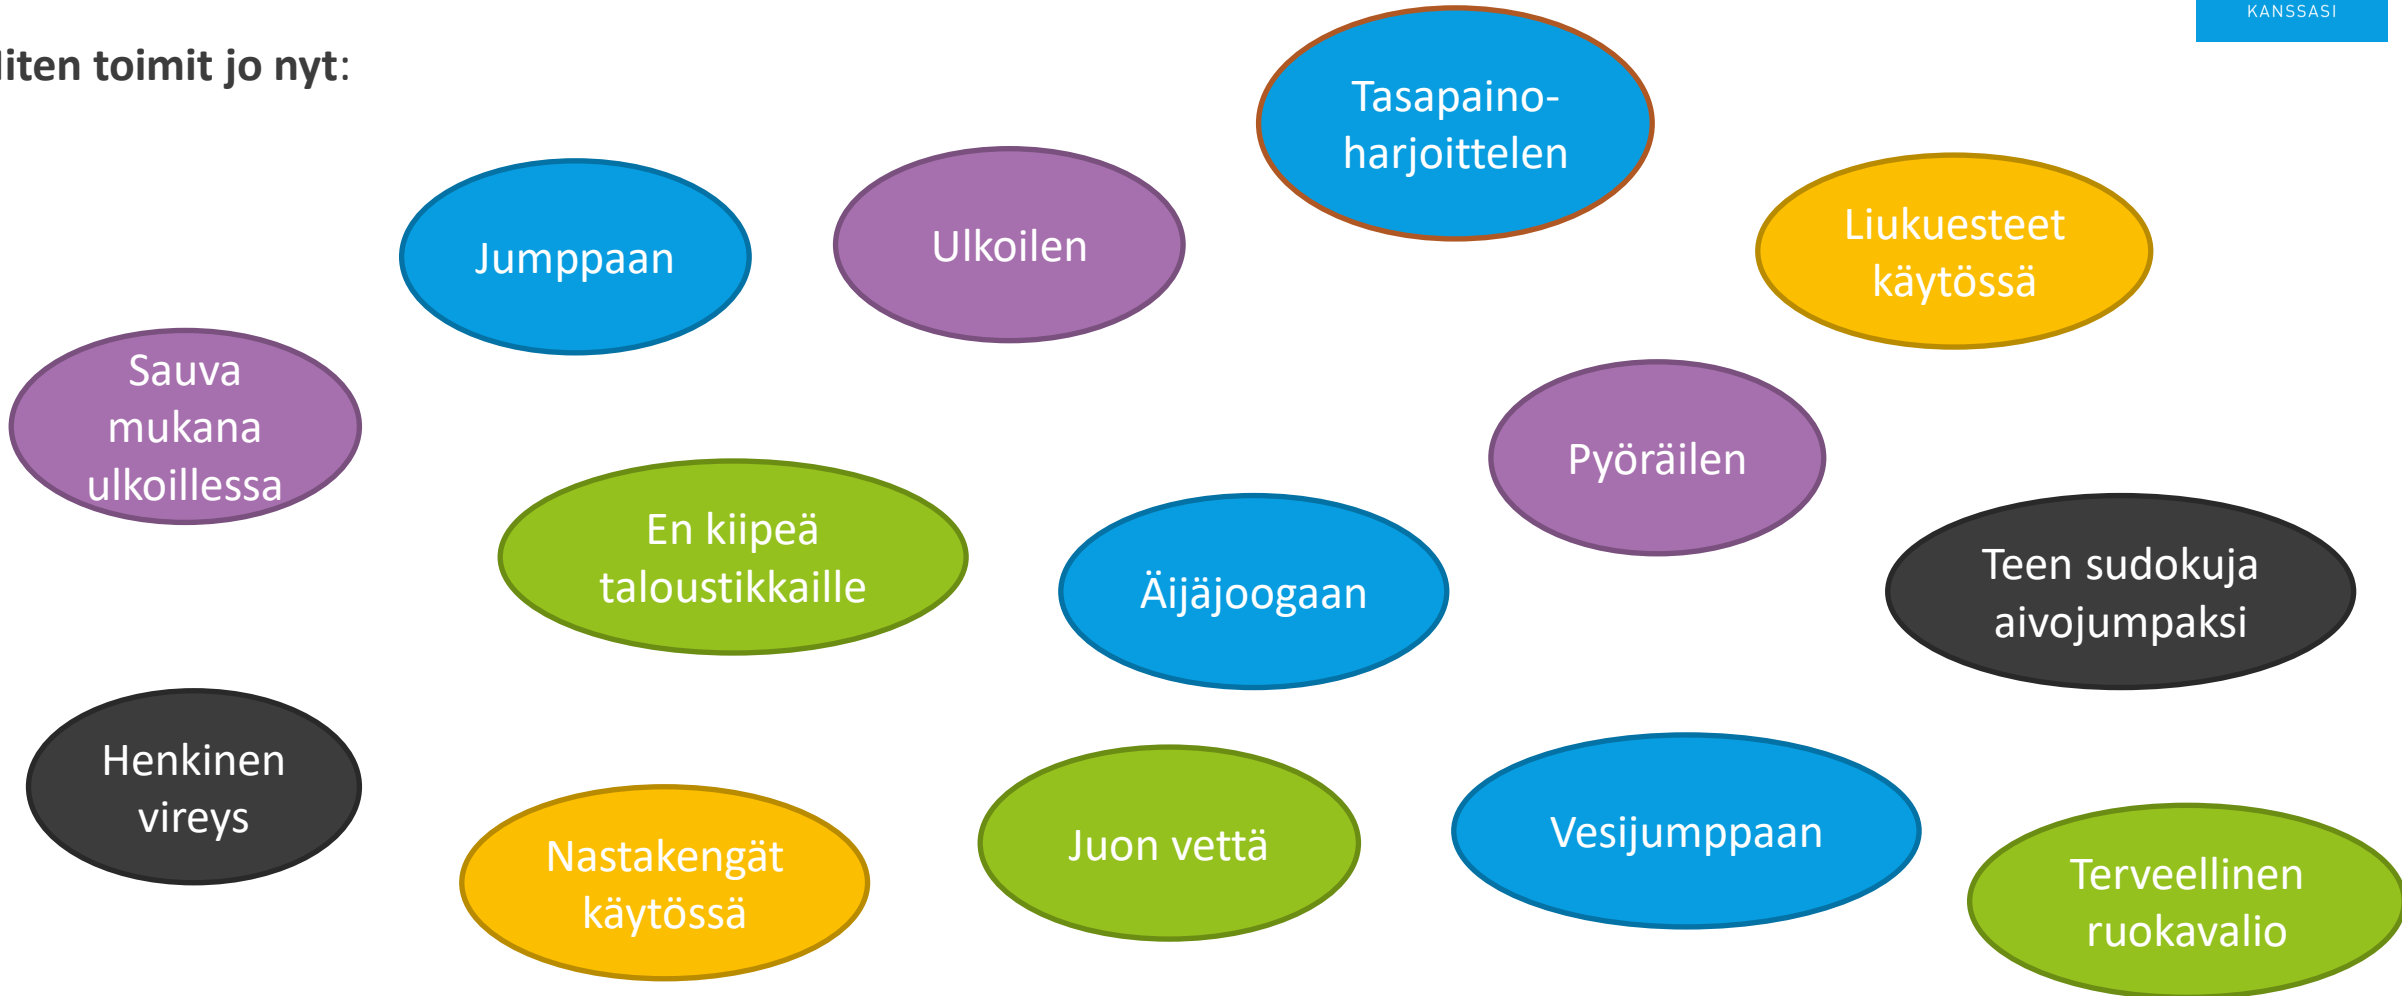 KANSSASI
iten toimit jo nyt:
Tasapaino-
harjoittelen
Jumppaan
Ulkoilen
Liukuesteet
käytössä
Sauva
mukana
ulkoillessa
Pyöräilen
En kiipeä
taloustikkaille
Äijäjoogaan
Teen sudokuja
aivojumpaksi
Henkinen
vireys
Nastakengät
käytössä
Juon vettä
Vesijumppaan
Terveellinen
ruokavalio